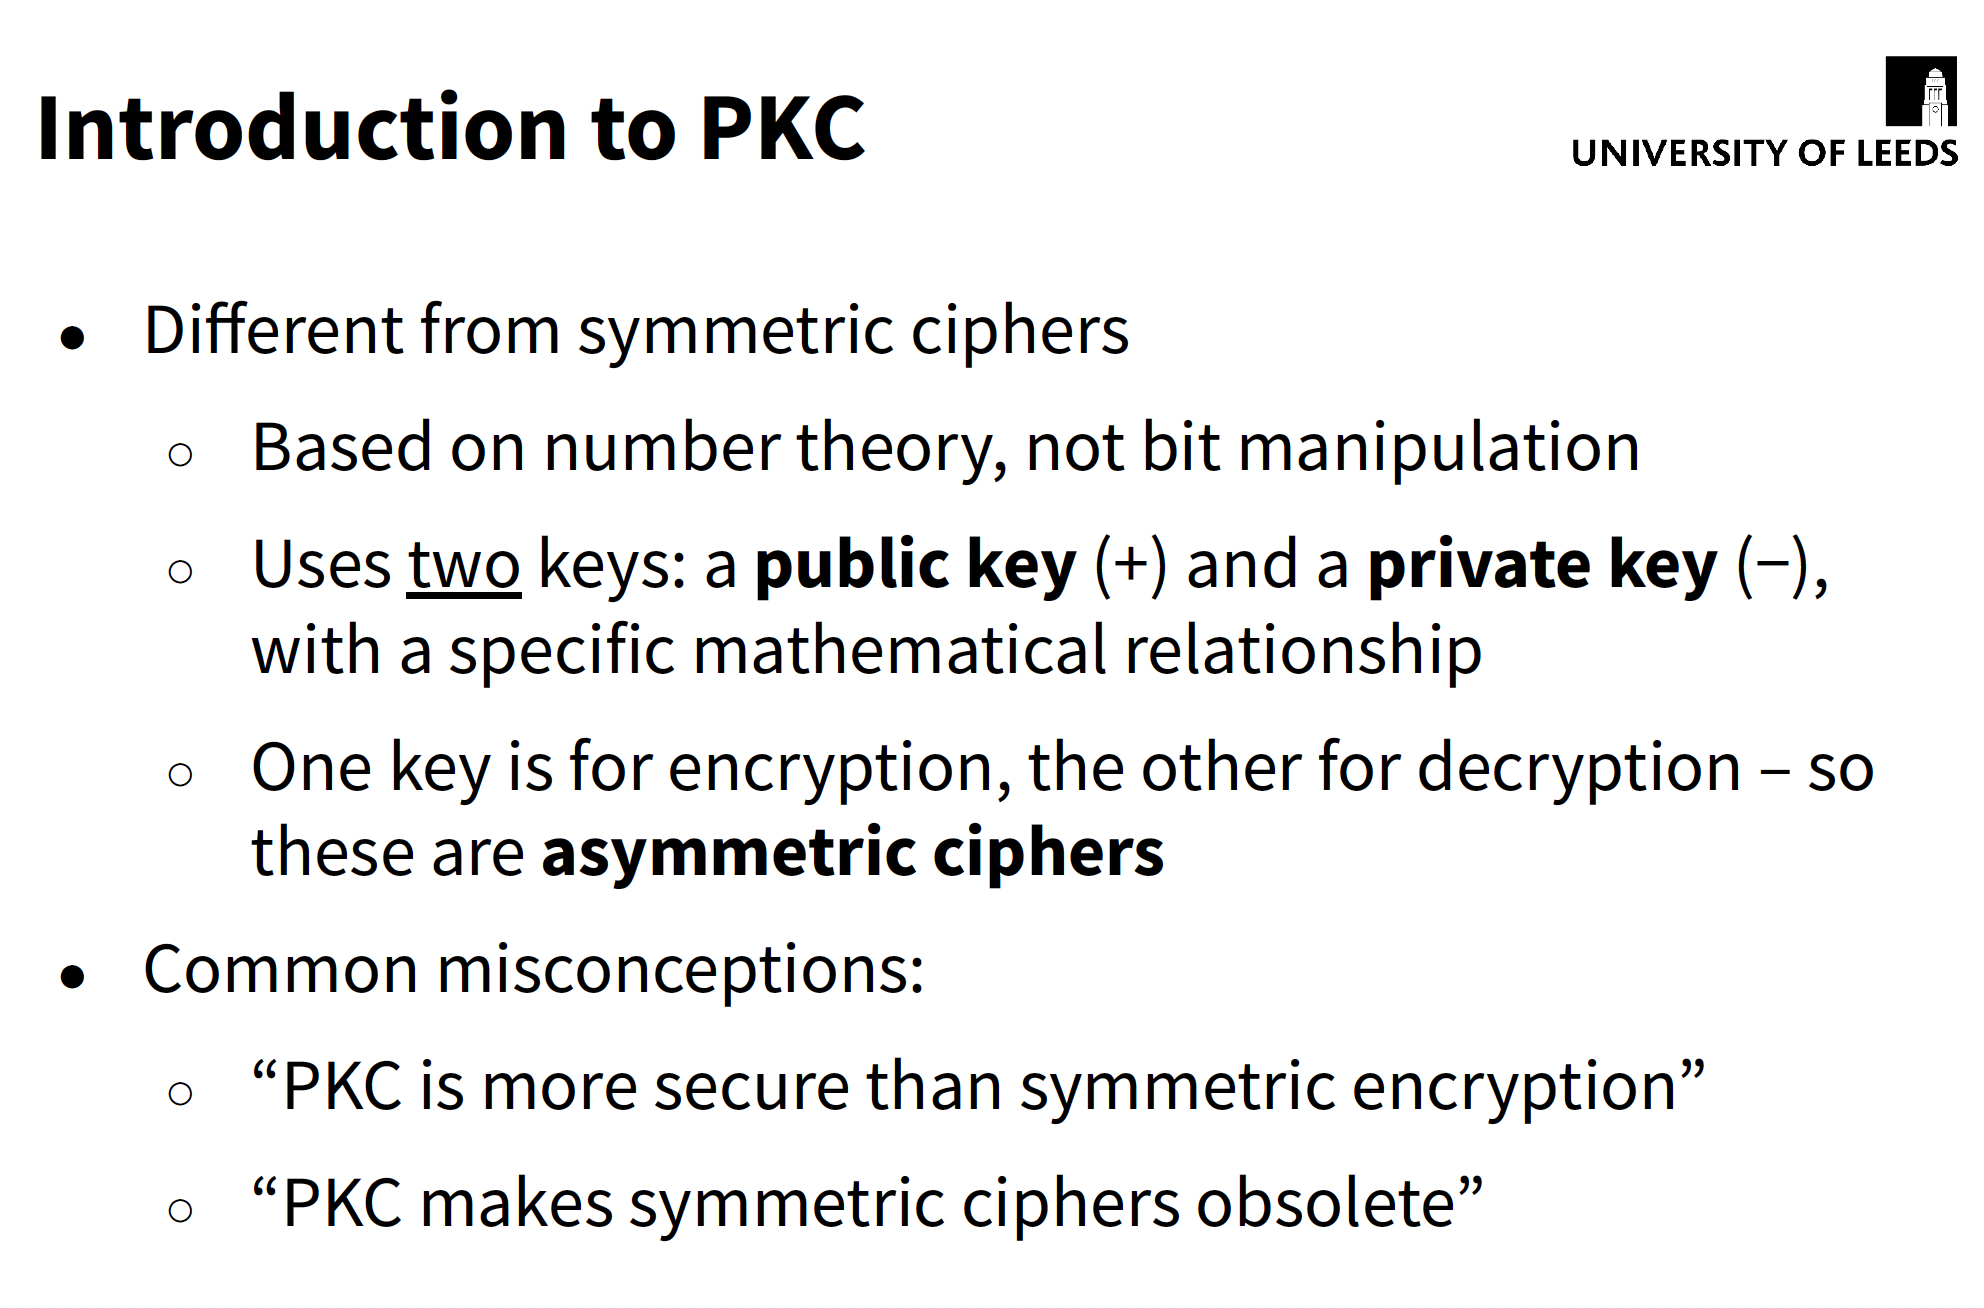 Introduction to PKC
UNIVERSITY OF LEEDS
● Different from symmetric ciphers
○ Based on number theory, not bit manipulation
○ Uses two keys: a public key (+) and a private key (−),
with a specific mathematical relationship
○ One key is for encryption, the other for decryption – so
these are asymmetric ciphers
● Common misconceptions:
○ “PKC is more secure than symmetric encryption”
○ “PKC makes symmetric ciphers obsolete”